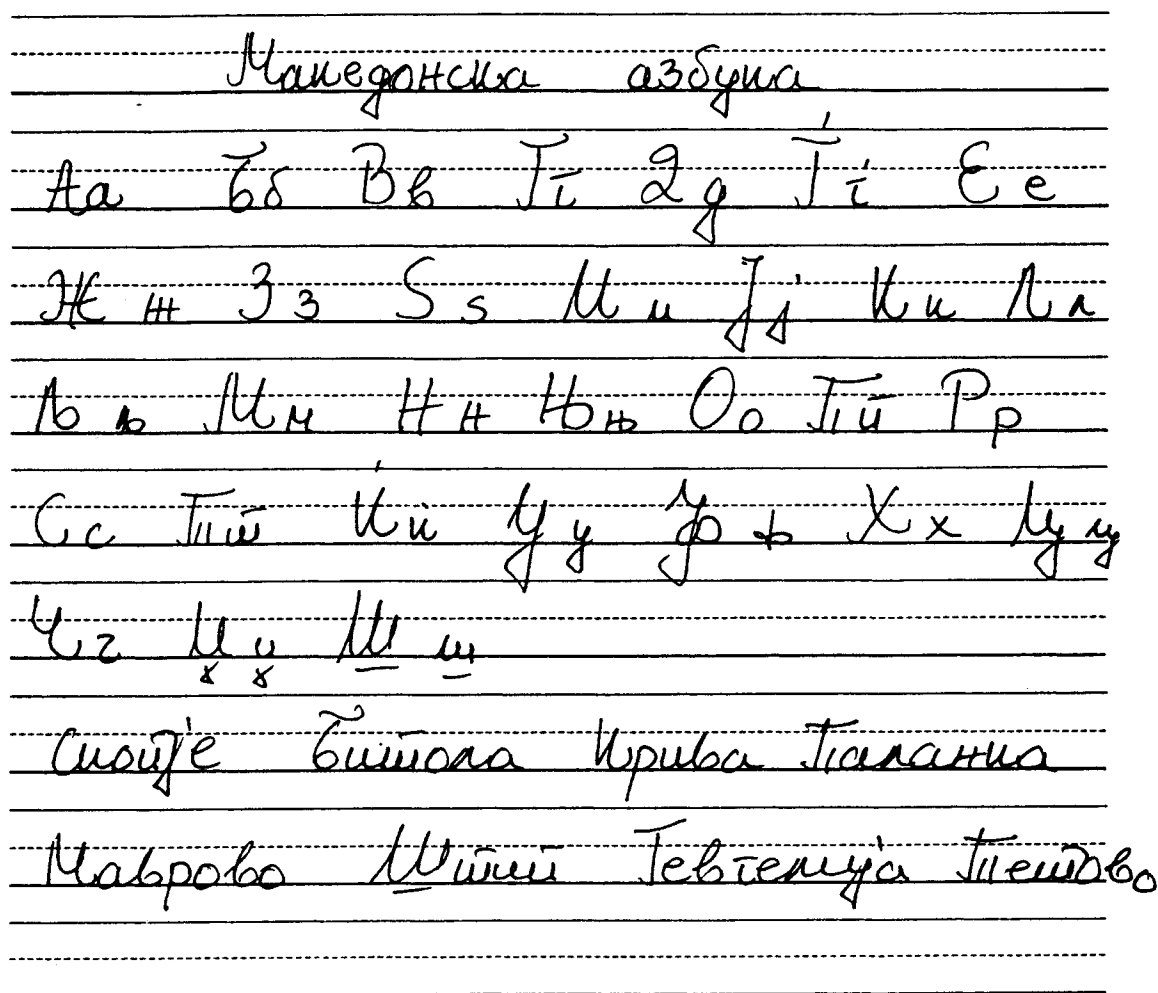 Македонска азбука
Аа Бб Вв Гг Дд Ѓѓ Ее
Жж Зз Ѕѕ Ии Јј Кк Лл
Љљ Мм Нн Њњ Оо Пп Рр
Сс Тт Ќќ Уу Фф Хх Цц
Чч Џџ Шш
Скопје Битола Крива Паланка
Маврово Штип Гевгелија Тетово